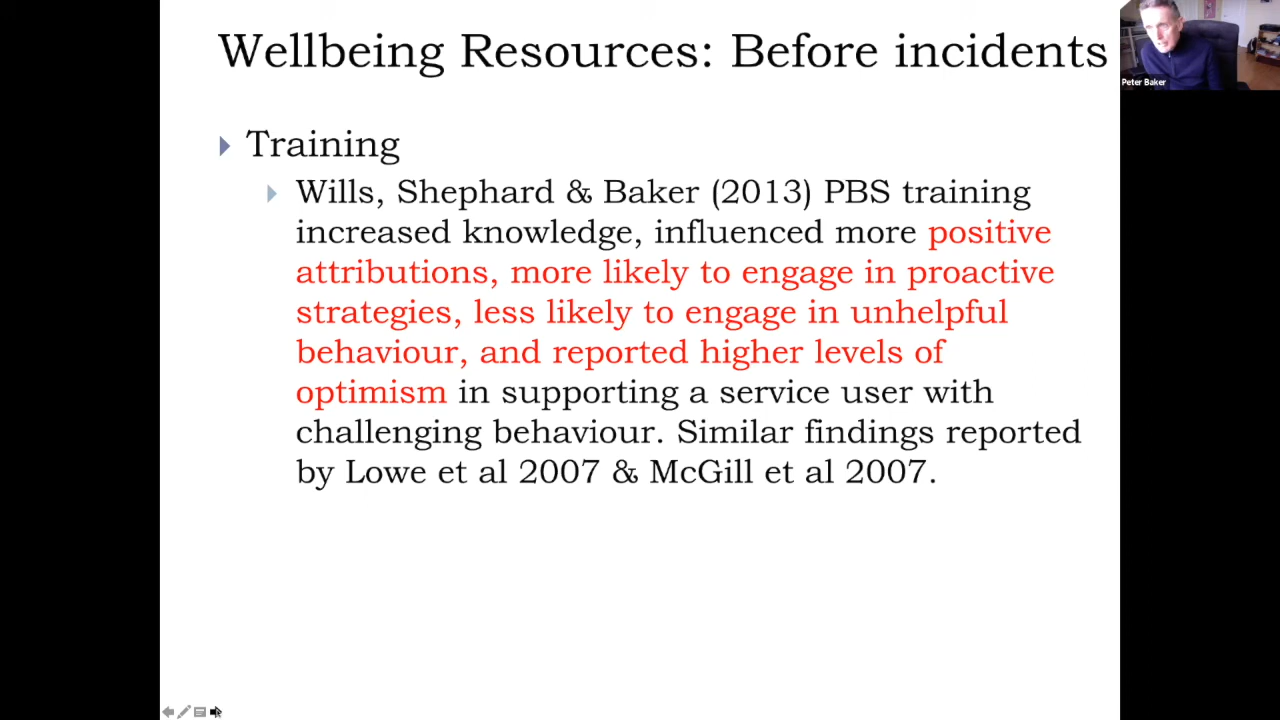 Wellbeing Resources: Before incidents
Peter Baker
Training
Wills, Shephard & Baker (2013) PBS training
increased knowledge, influenced more positive
attributions, more likely to engage in proactive
strategies, less likely to engage in unhelpful
behaviour, and reported higher levels of
optimism in supporting a service user with
challenging behaviour. Similar findings reported
by Lowe et al 2007 & McGill et al 2007.